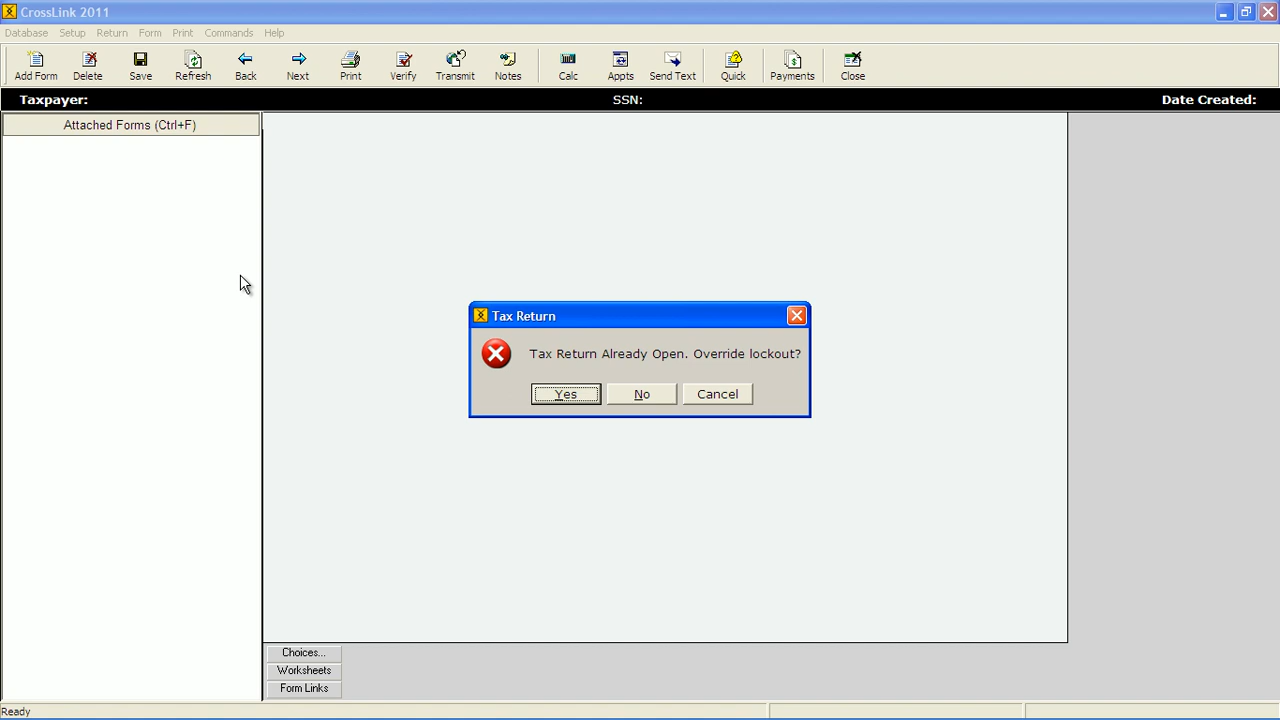 CrossLink 2011
Database Setup Return Form Print Commands Help
Add Form Delete Save Refresh Back Next Print Verify Transmit Notes Calc Appts Send Text Quick Payments Close
Taxpayer: SSN: Date Created:
Attached Forms (Ctrl+F)
Tax Return
Tax Return Already Open. Override lockout?
Yes No Cancel
Choices...
Worksheets
Form Links
Ready